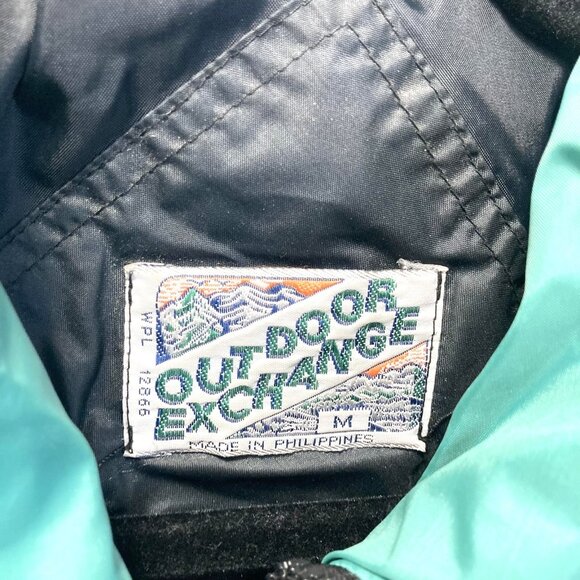 WPL 12866
OUTDOOR
EXCHANGE
M
MADE IN PHILIPPINES